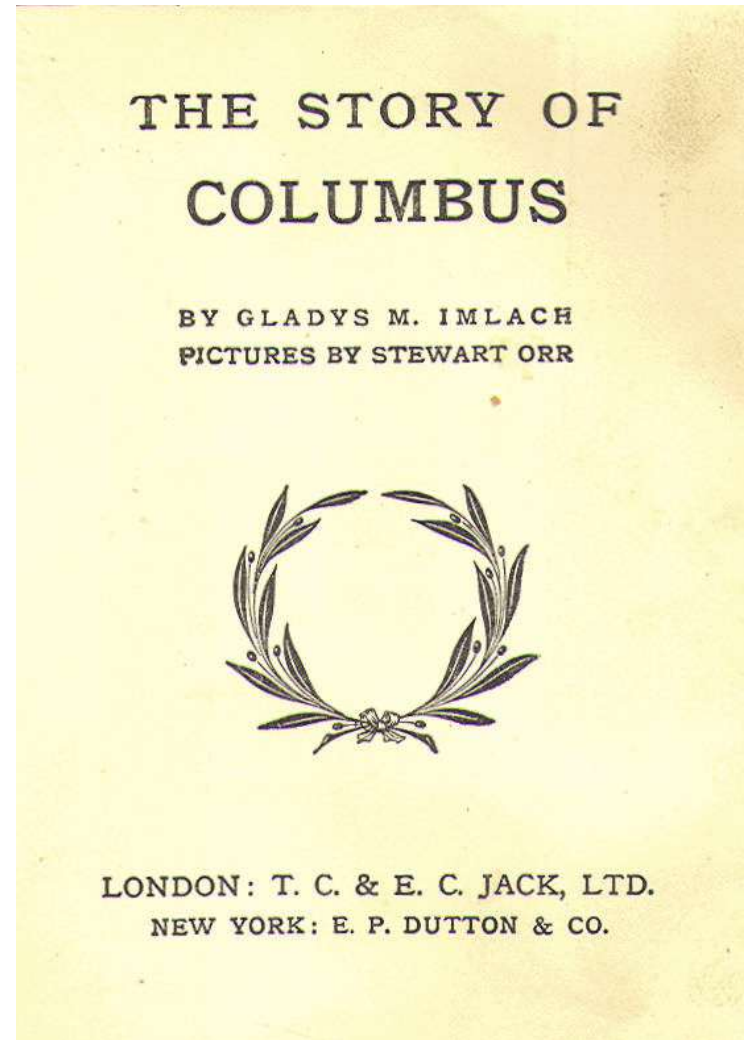 THE STORY OF
COLUMBUS
BY GLADYS M. IMLACH
PICTURES BY STEWART ORR
LONDON: T. C. & E. C. JACK, LTD.
NEW YORK: E. P. DUTTON & CO.